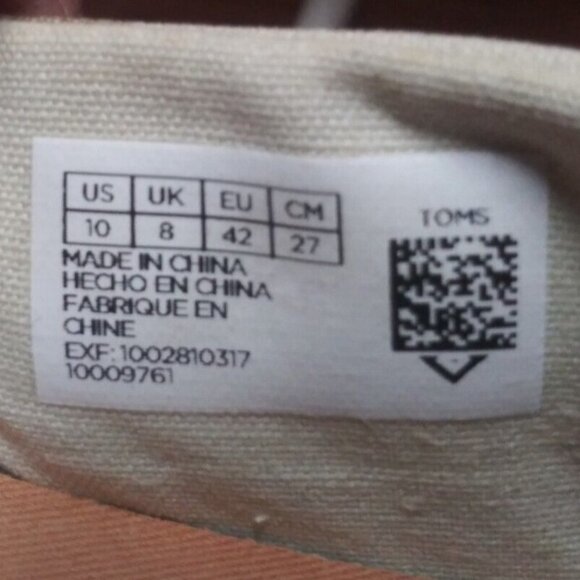 US UK EU CM
10 8 42 27
MADE IN CHINA
HECHO EN CHINA
FABRIQUE EN
CHINE
EXF: 1002810317
10009761
TOMS